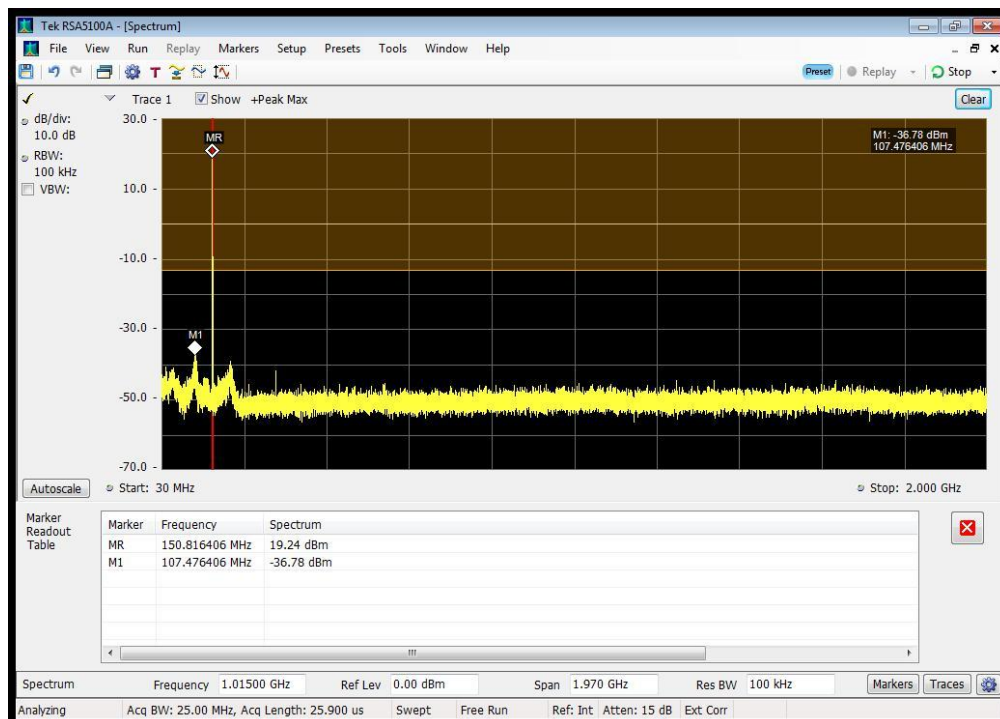 Tek RSA5100A - [Spectrum]
File View Run Replay Markers Setup Presets Tools Window Help
T Preset Replay Stop
Trace 1 Show +Peak Max Clear
dB/div:
10.0 dB
RBW:
100 kHz
VBW:
30.0
10.0
-10.0
-30.0
-50.0
-70.0
MR
M1: -36.78 dBm
107.476406 MHz
M1
Autoscale Start: 30 MHz Stop: 2.000 GHz
Marker
Readout
Table
Marker Frequency Spectrum
MR 150.816406 MHz 19.24 dBm
M1 107.476406 MHz -36.78 dBm
Spectrum Frequency 1.01500 GHz Ref Lev 0.00 dBm Span 1.970 GHz Res BW 100 kHz Markers Traces
Analyzing Acq BW: 25.00 MHz, Acq Length: 25.900 us Swept Free Run Ref: Int Atten: 15 dB Ext Corr